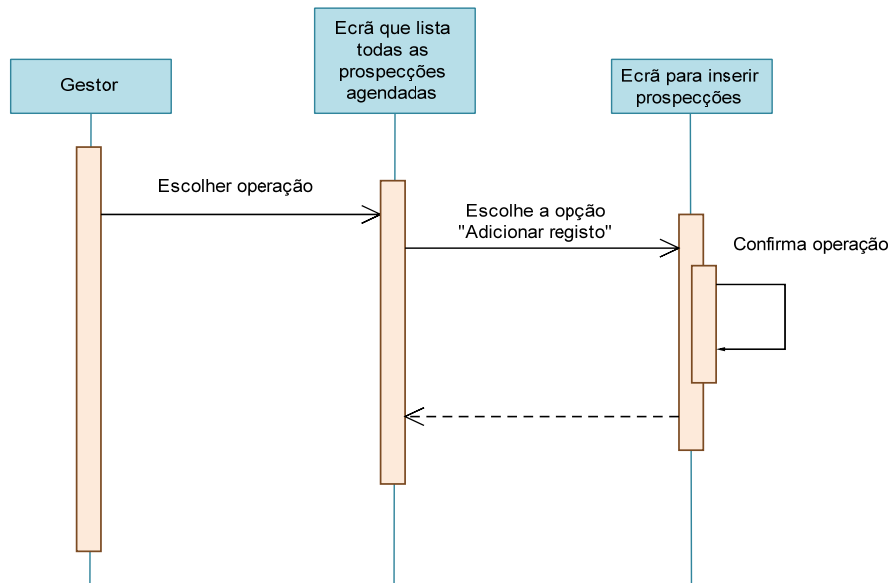 Gestor
Ecrã que lista
todas as
prospecções
agendadas
Ecrã para inserir
prospecções
Escolher operação
Escolhe a opção
"Adicionar registo"
Confirma operação